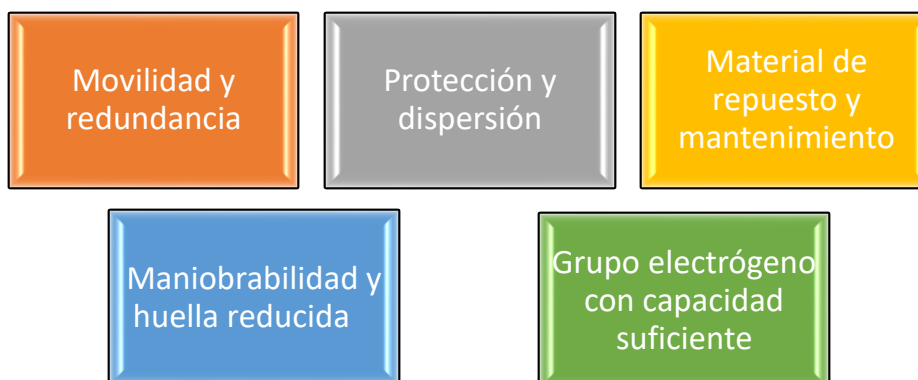 Movilidad y
redundancia
Protección y
dispersión
Material de
repuesto y
mantenimiento
Maniobrabilidad y
huella reducida
Grupo electrógeno
con capacidad
suficiente